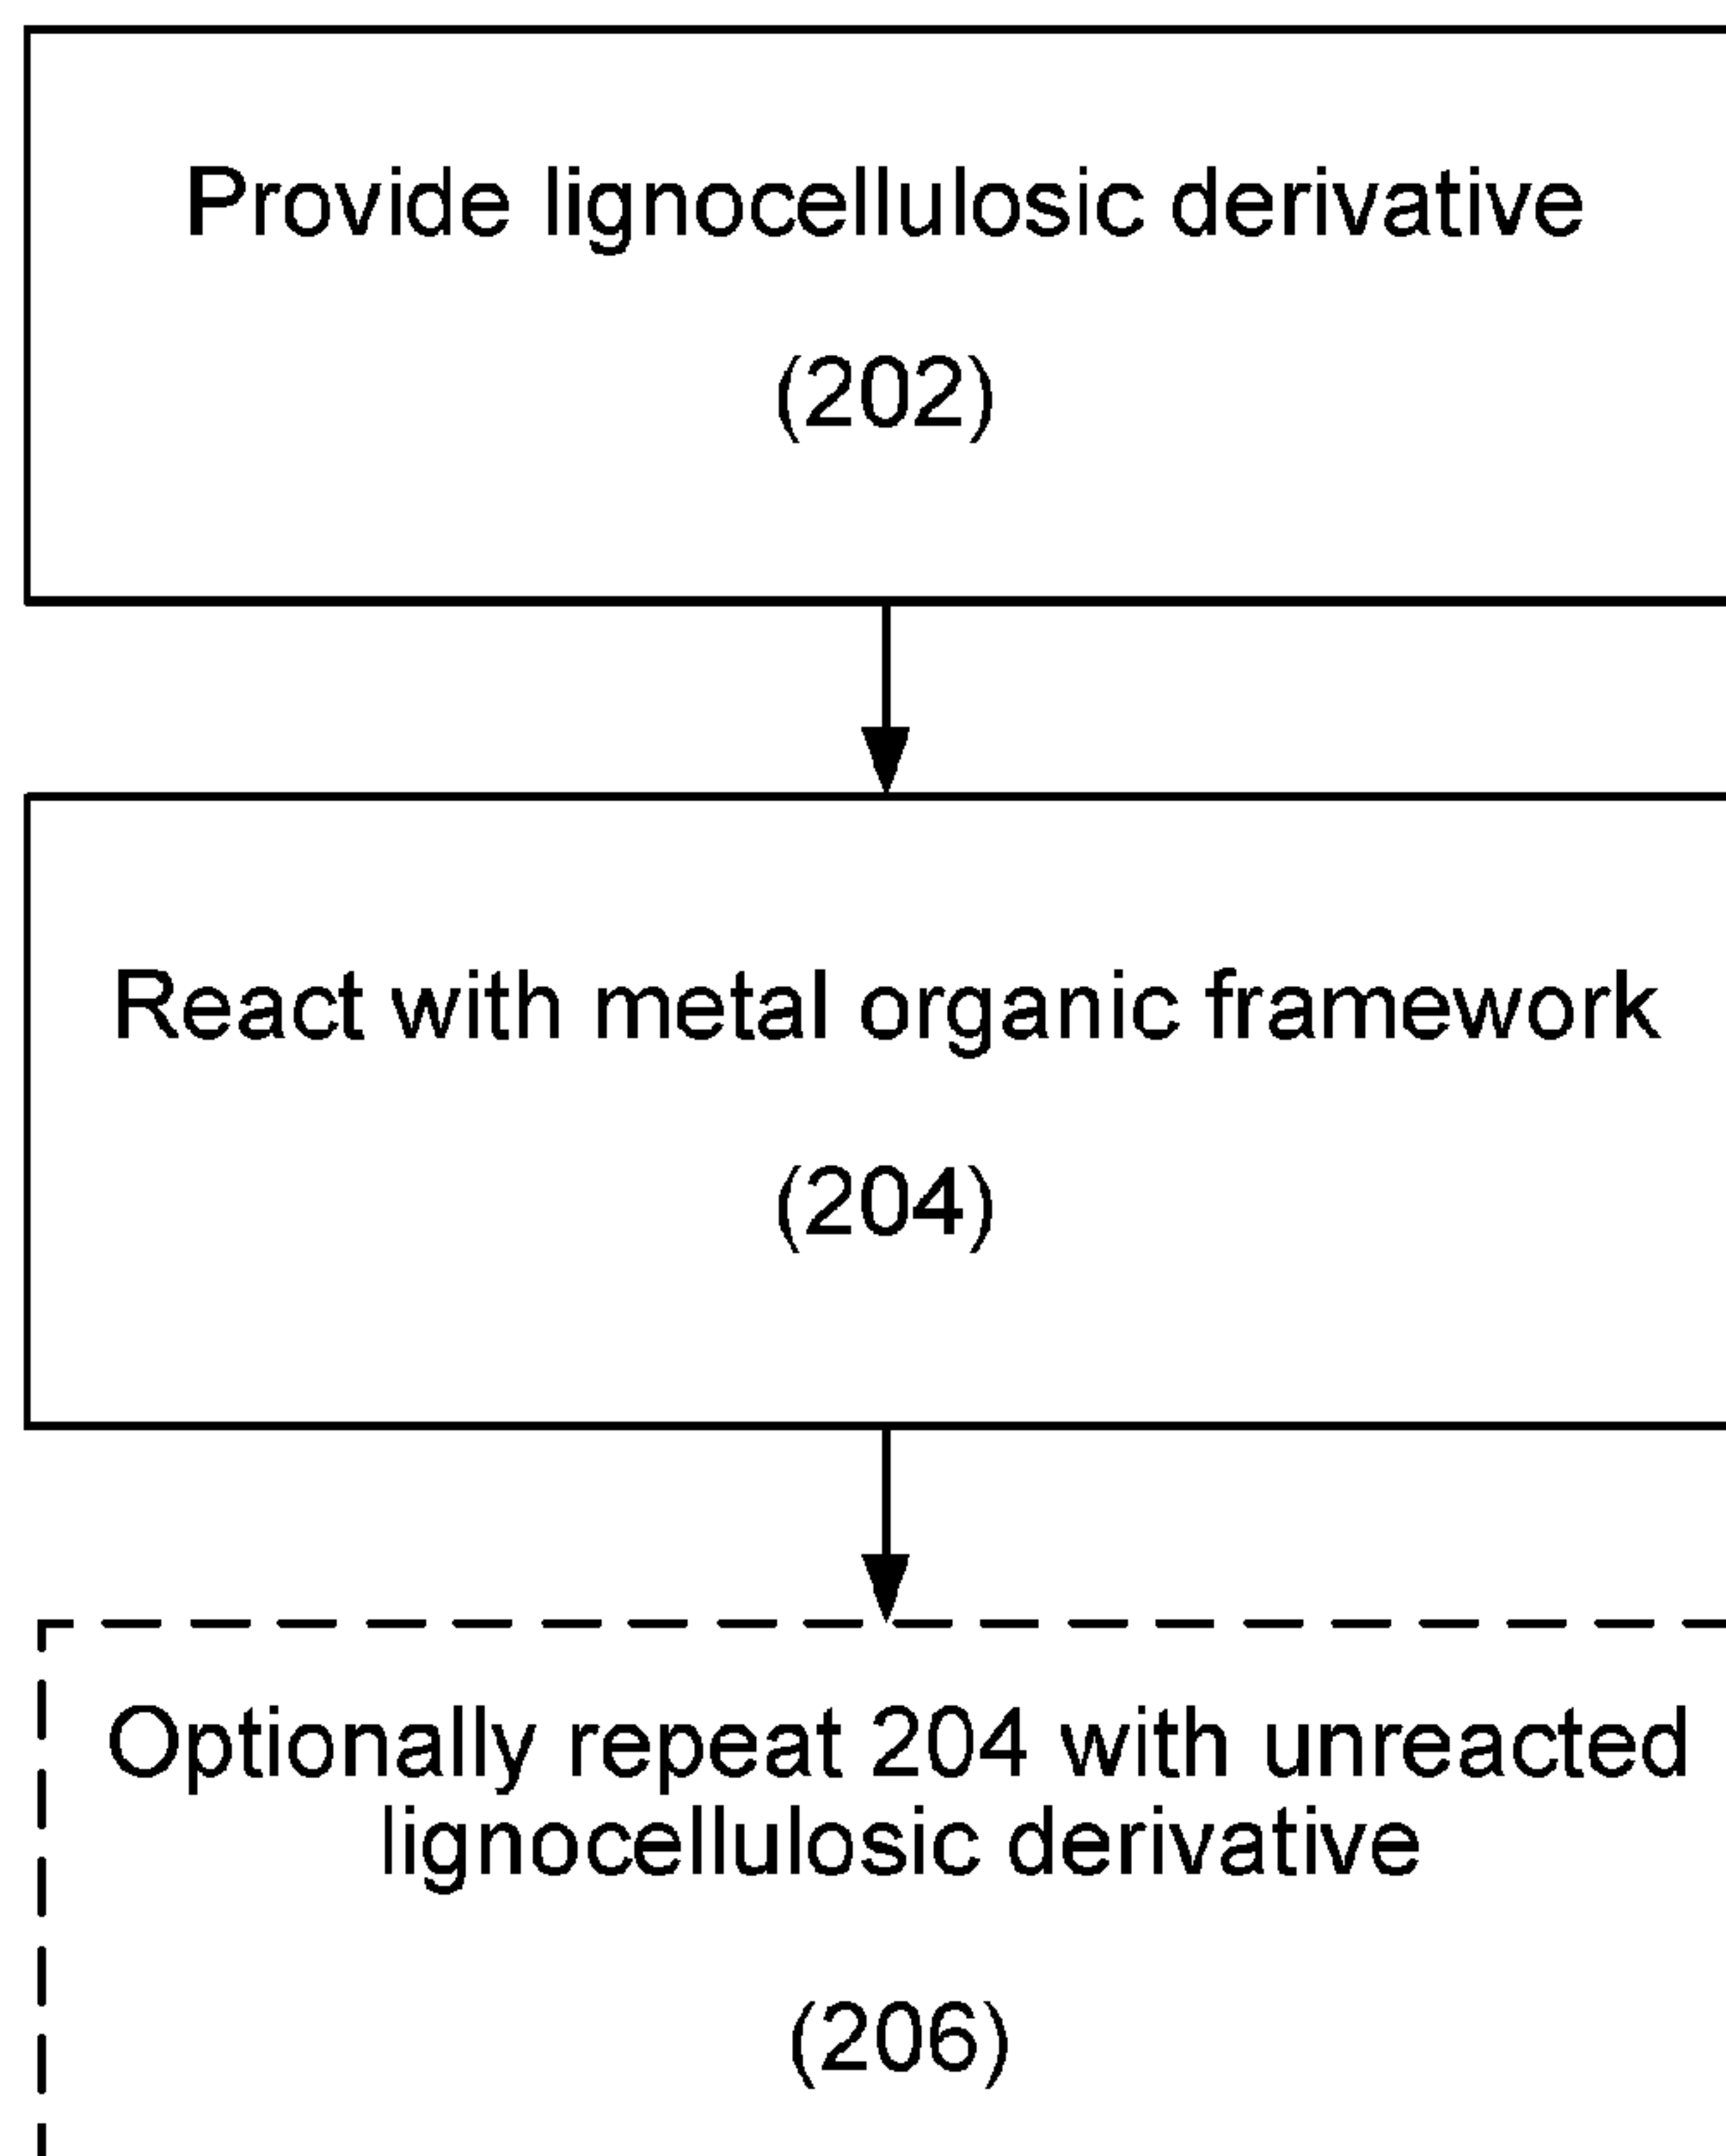 Provide lignocellulosic derivative
(202)
React with metal organic framework
(204)
Optionally repeat 204 with unreacted
lignocellulosic derivative
(206)